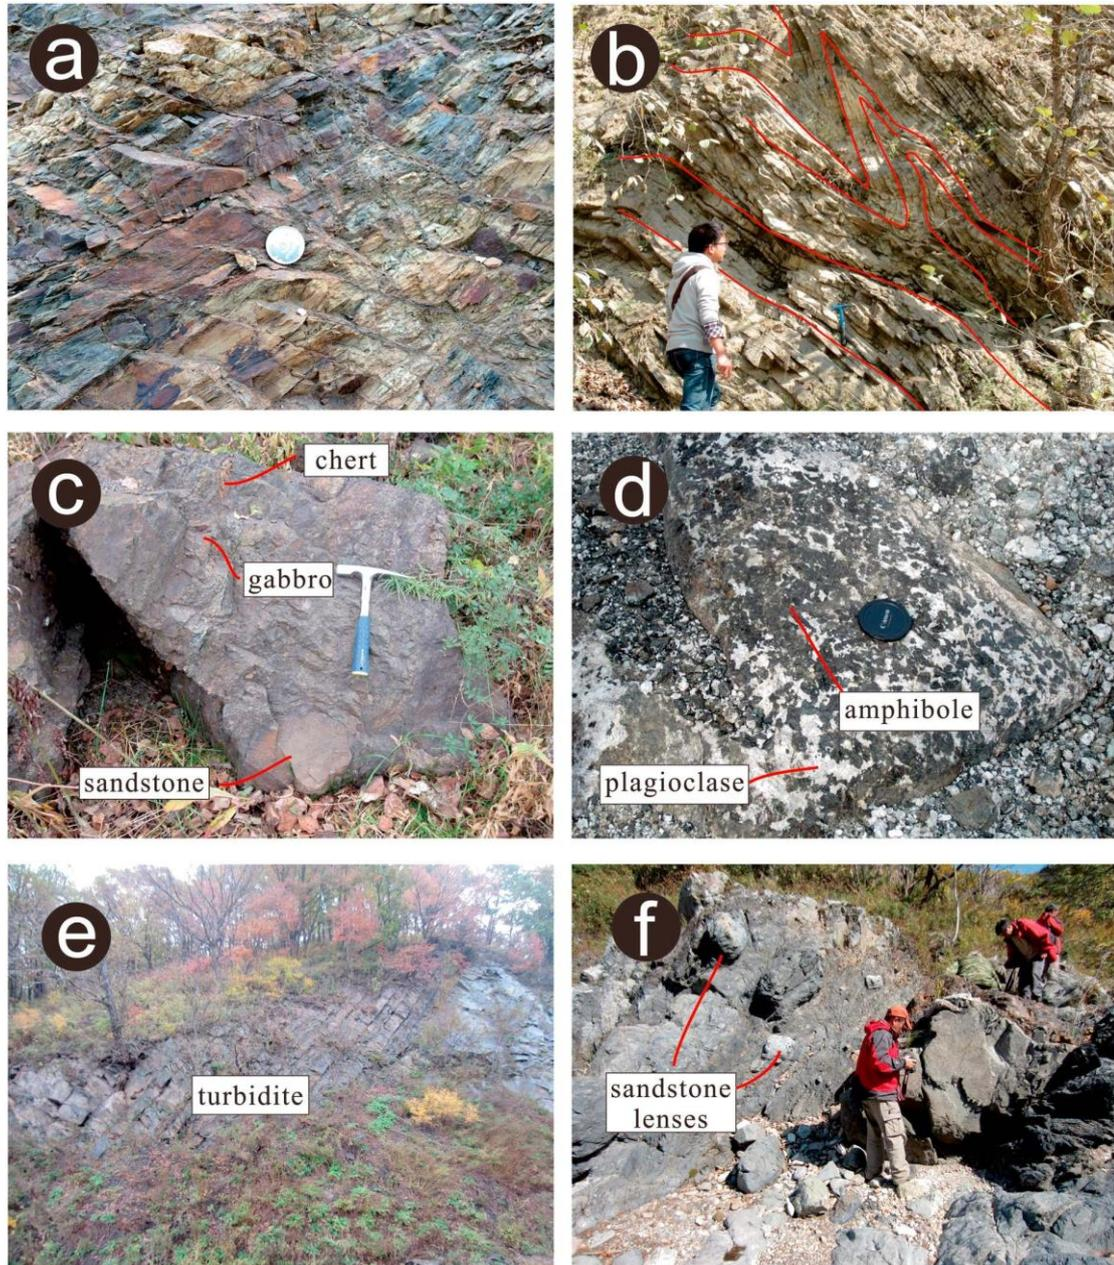 a
b
c
chert
gabbro
sandstone
d
amphibole
plagioclase
e
turbidite
f
sandstone
lenses